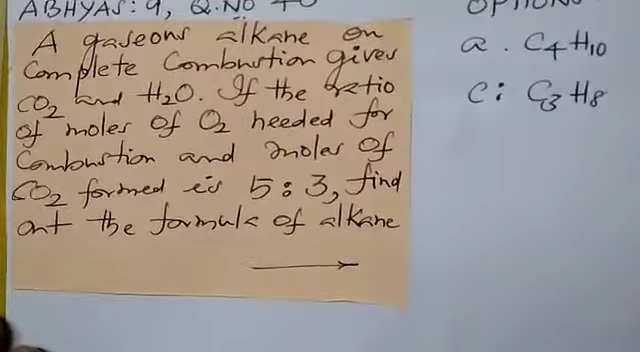 ABHYAS: 9, Q.NO 40
A gaseous alkane on
Complete Combustion gives
CO2 and H2O. If the ratio
of moles of O2 needed for
Combustion and moles of
CO2 formed is 5:3, find
out the formula of alkane
OPTIONS
a. C4H10
C: C3H8